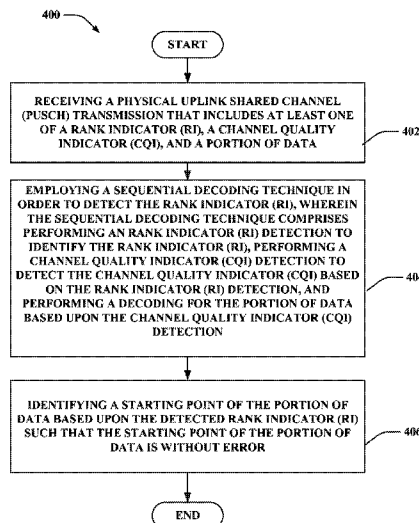 400
START
RECEIVING A PHYSICAL UPLINK SHARED CHANNEL
(PUSCH) TRANSMISSION THAT INCLUDES AT LEAST
ONE OF A RANK INDICATOR (RI), A CHANNEL QUALITY
INDICATOR (CQI), AND A PORTION OF DATA
402
EMPLOYING A SEQUENTIAL DECODING TECHNIQUE IN
ORDER TO DETECT THE RANK INDICATOR (RI), WHEREIN
THE SEQUENTIAL DECODING TECHNIQUE COMPRISES
PERFORMING AN RANK INDICATOR (RI) DETECTION TO
IDENTIFY THE RANK INDICATOR (RI), PERFORMING A
CHANNEL QUALITY INDICATOR (CQI) DETECTION TO
DETECT THE CHANNEL QUALITY INDICATOR (CQI) BASED
ON THE RANK INDICATOR (RI) DETECTION, AND
PERFORMING A DECODING FOR THE PORTION OF DATA
BASED UPON THE CHANNEL QUALITY INDICATOR (CQI)
DETECTION
IDENTIFYING A STARTING POINT OF THE PORTION OF
DATA BASED UPON THE DETECTED RANK INDICATOR (RI)
SUCH THAT THE STARTING POINT OF THE PORTION OF
DATA IS WITHOUT ERROR
406
END